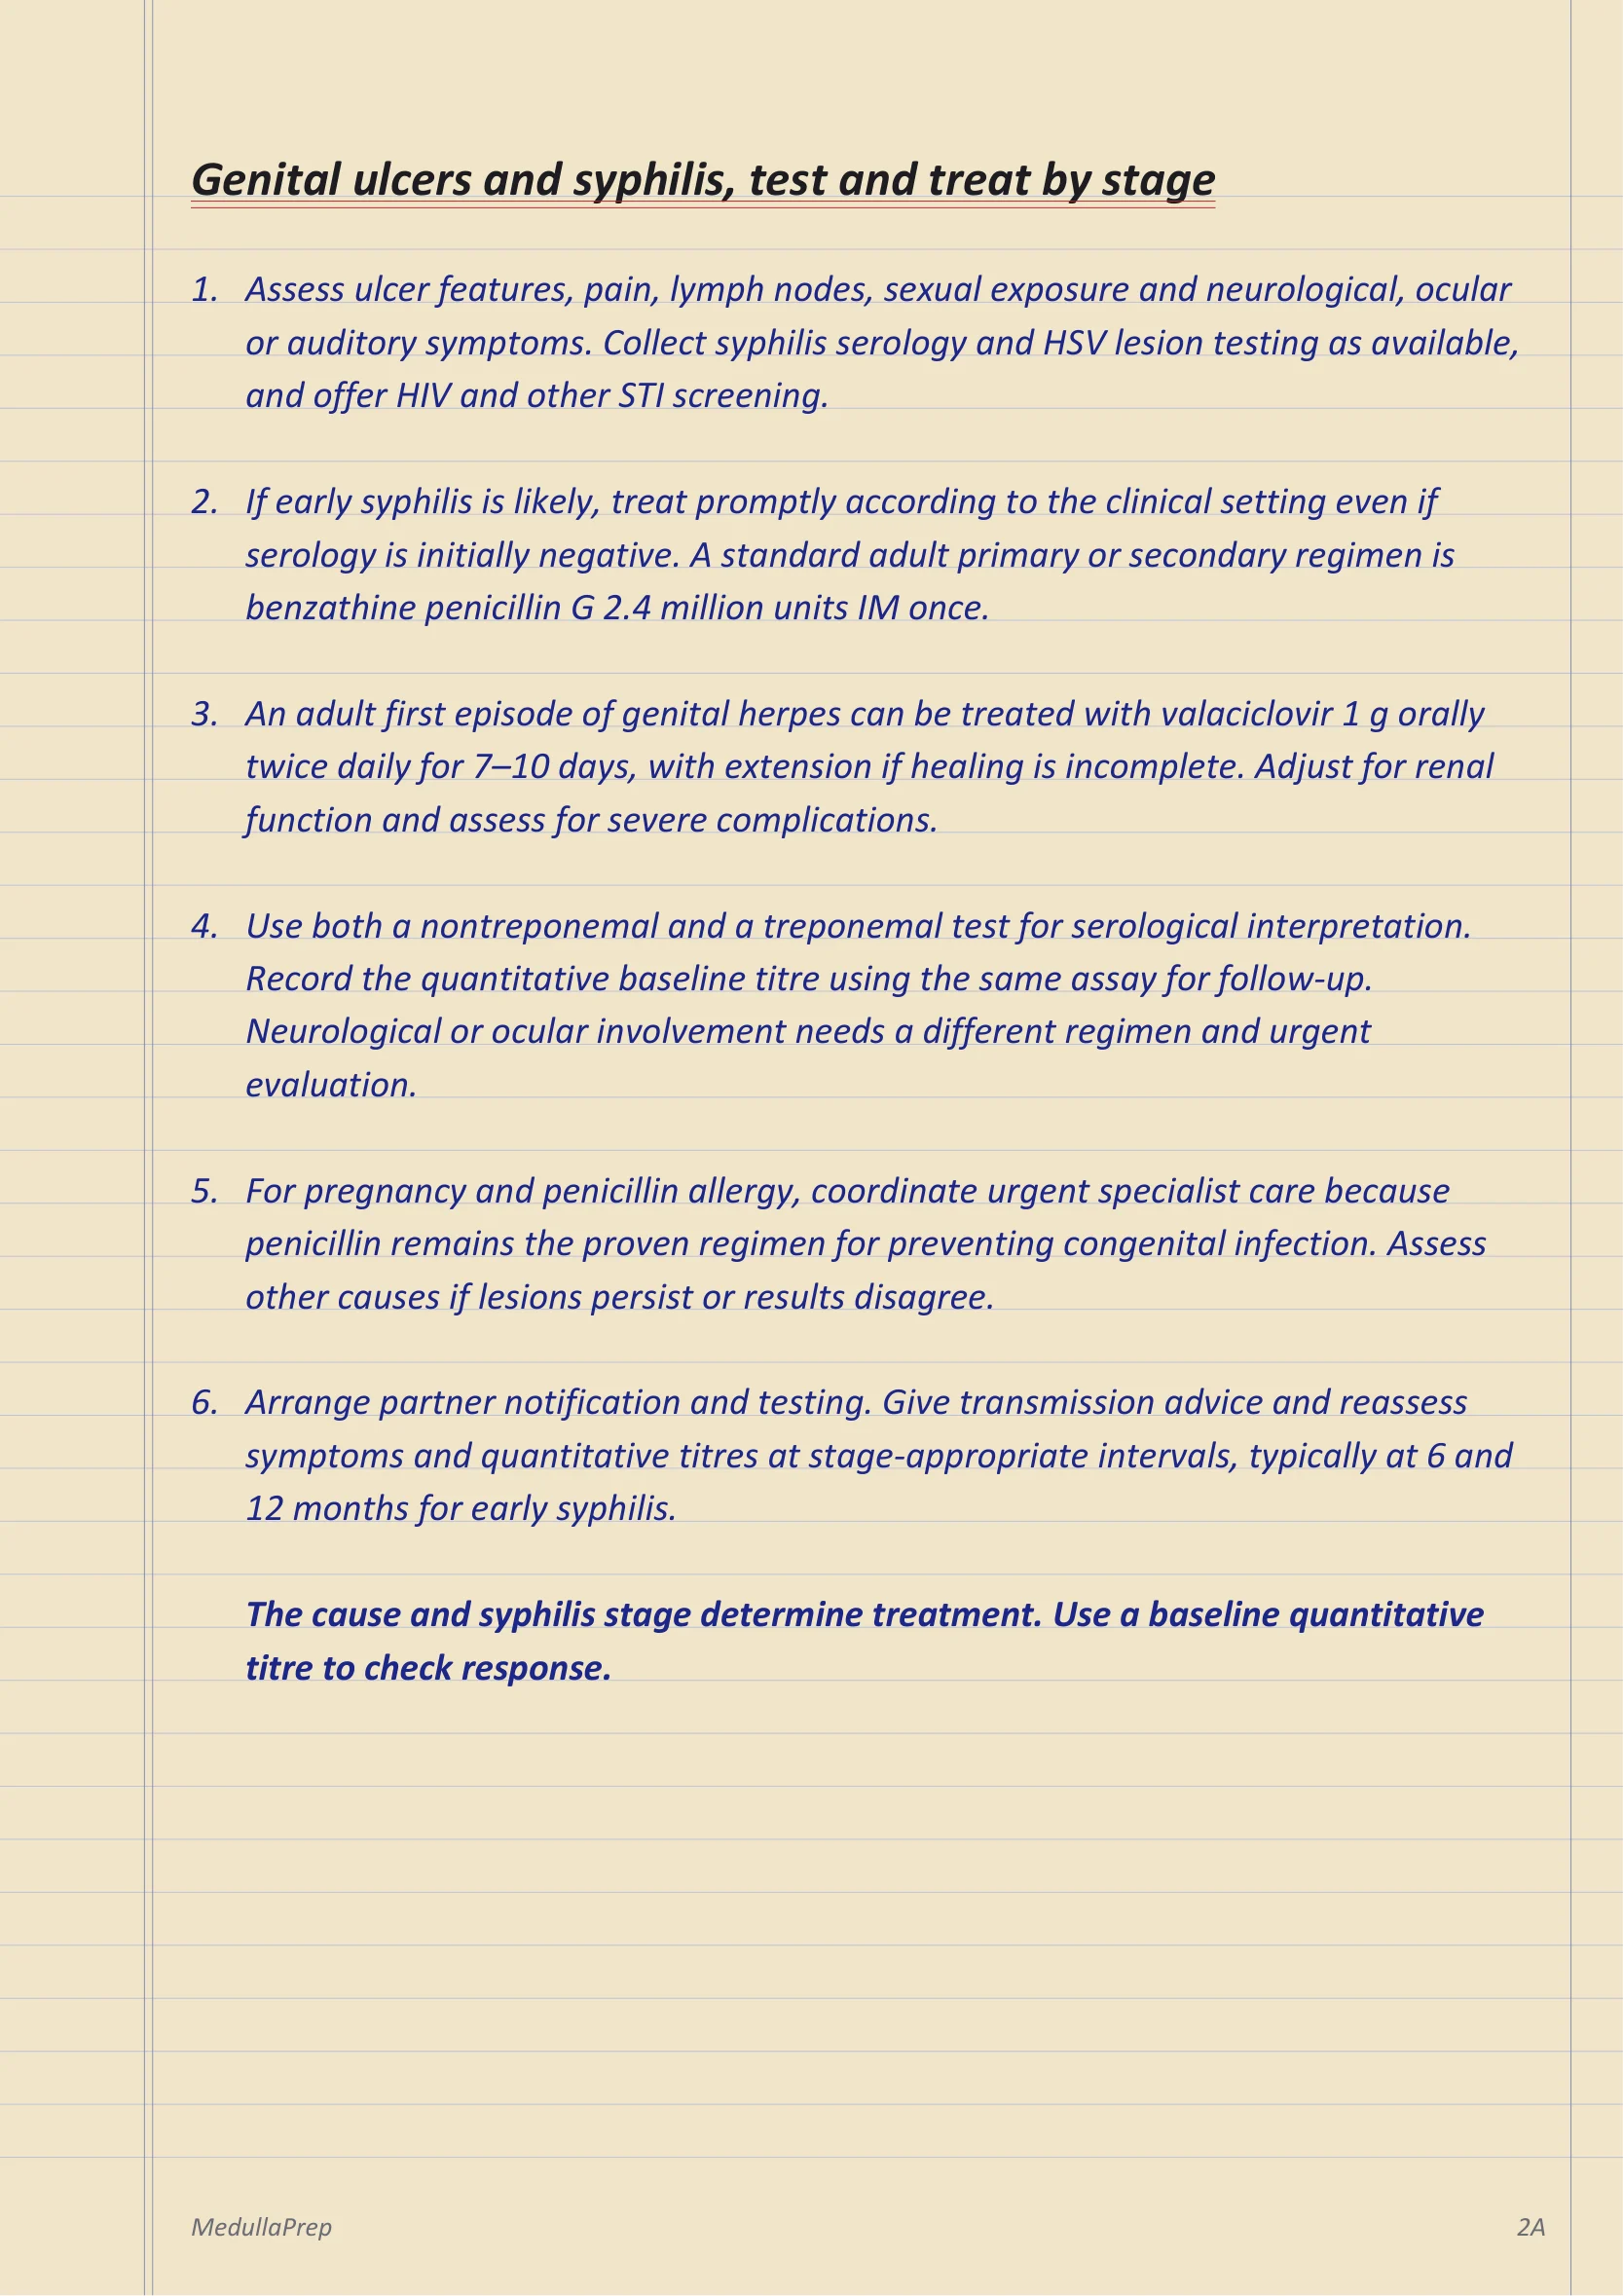 Genital ulcers and syphilis, test and treat by stage
1. Assess ulcer features, pain, lymph nodes, sexual exposure and neurological, ocular
or auditory symptoms. Collect syphilis serology and HSV lesion testing as available,
and offer HIV and other STI screening.
2. If early syphilis is likely, treat promptly according to the clinical setting even if
serology is initially negative. A standard adult primary or secondary regimen is
benzathine penicillin G 2.4 million units IM once.
3. An adult first episode of genital herpes can be treated with valaciclovir 1 g orally
twice daily for 7–10 days, with extension if healing is incomplete. Adjust for renal
function and assess for severe complications.
4. Use both a nontreponemal and a treponemal test for serological interpretation.
Record the quantitative baseline titre using the same assay for follow-up.
Neurological or ocular involvement needs a different regimen and urgent
evaluation.
5. For pregnancy and penicillin allergy, coordinate urgent specialist care because
penicillin remains the proven regimen for preventing congenital infection. Assess
other causes if lesions persist or results disagree.
6. Arrange partner notification and testing. Give transmission advice and reassess
symptoms and quantitative titres at stage-appropriate intervals, typically at 6 and
12 months for early syphilis.
The cause and syphilis stage determine treatment. Use a baseline quantitative
titre to check response.
MedullaPrep
2A